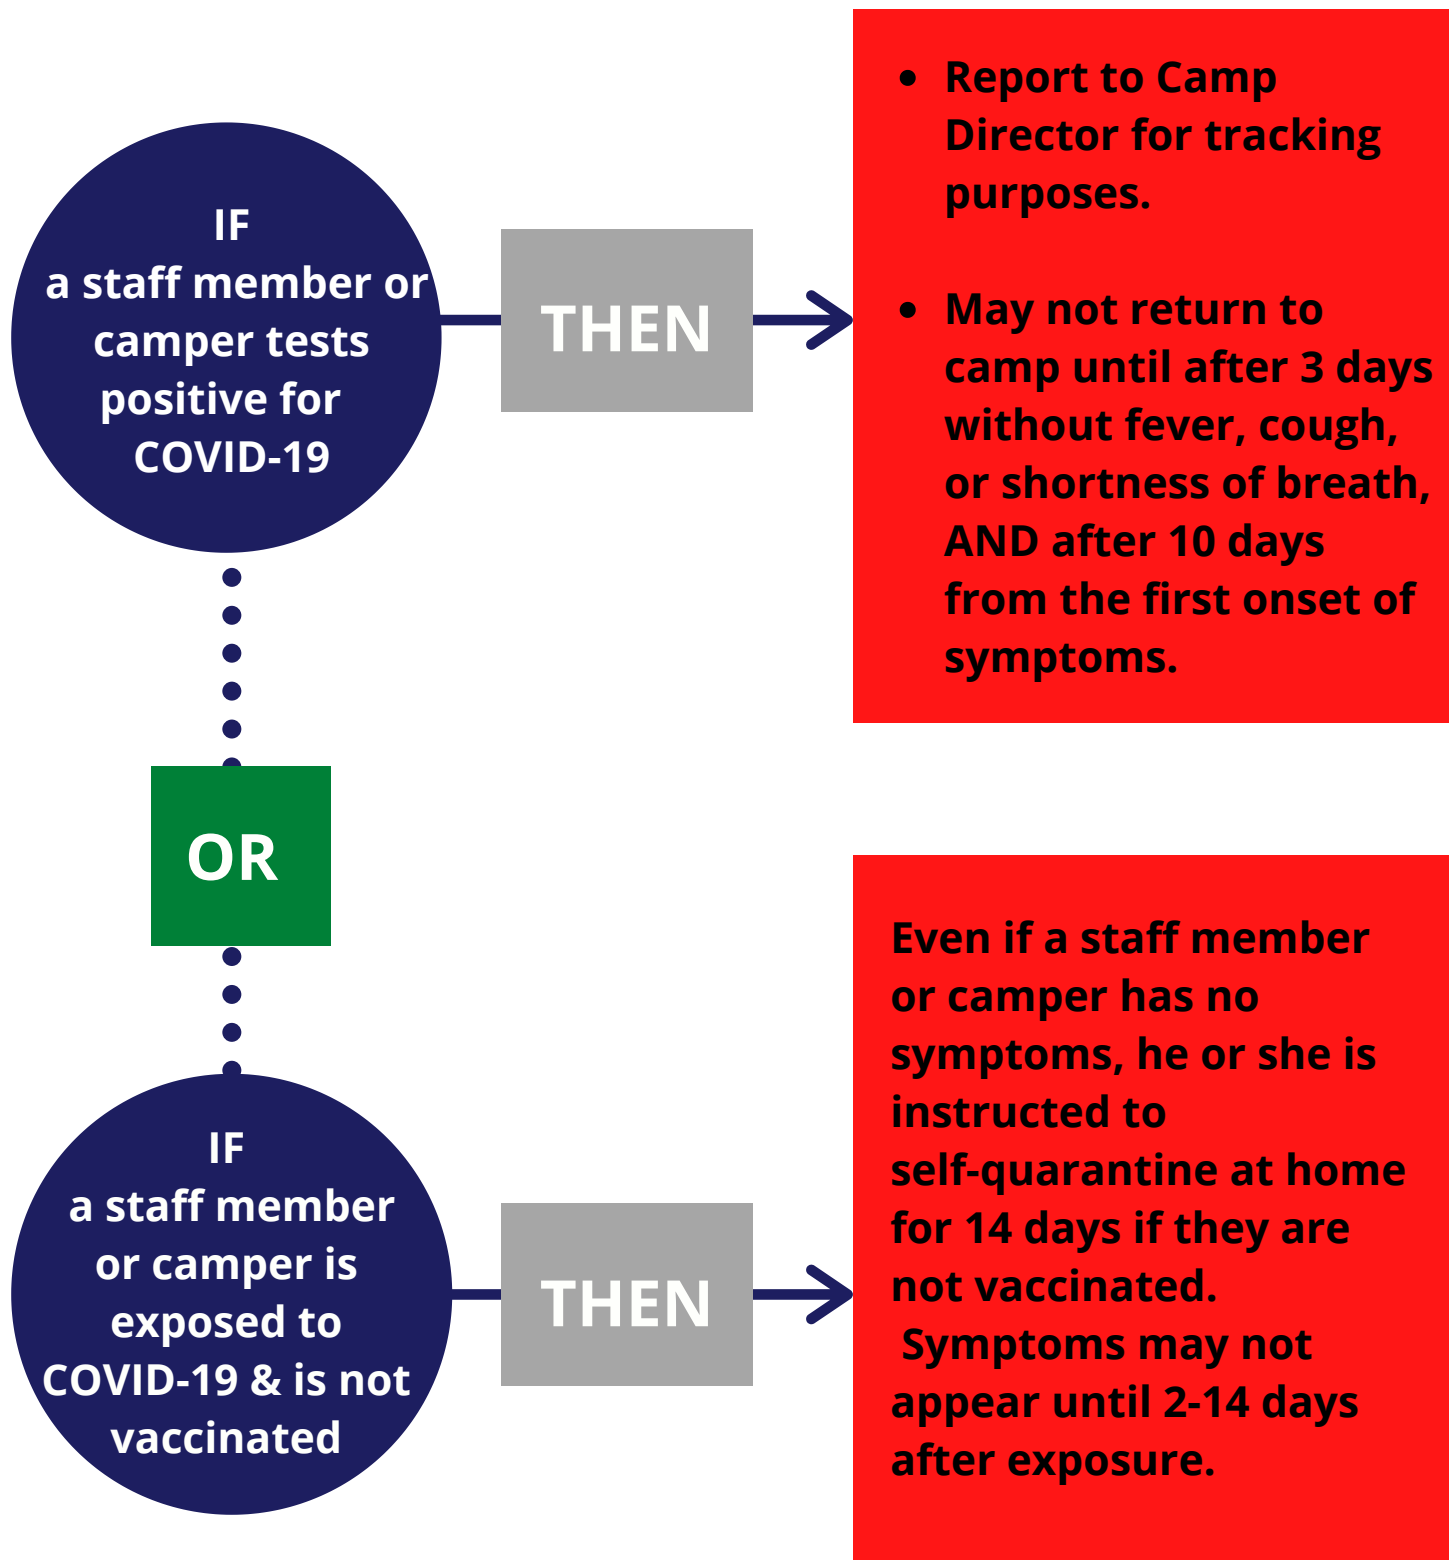 IF
a staff member or
camper tests
positive for
COVID-19
THEN
• Report to Camp
Director for tracking
purposes.
• May not return to
camp until after 3 days
without fever, cough,
or shortness of breath,
AND after 10 days
from the first onset of
symptoms.
OR
IF
a staff member
or camper is
exposed to
COVID-19 & is not
vaccinated
THEN
Even if a staff member
or camper has no
symptoms, he or she is
instructed to
self-quarantine at home
for 14 days if they are
not vaccinated.
Symptoms may not
appear until 2-14 days
after exposure.